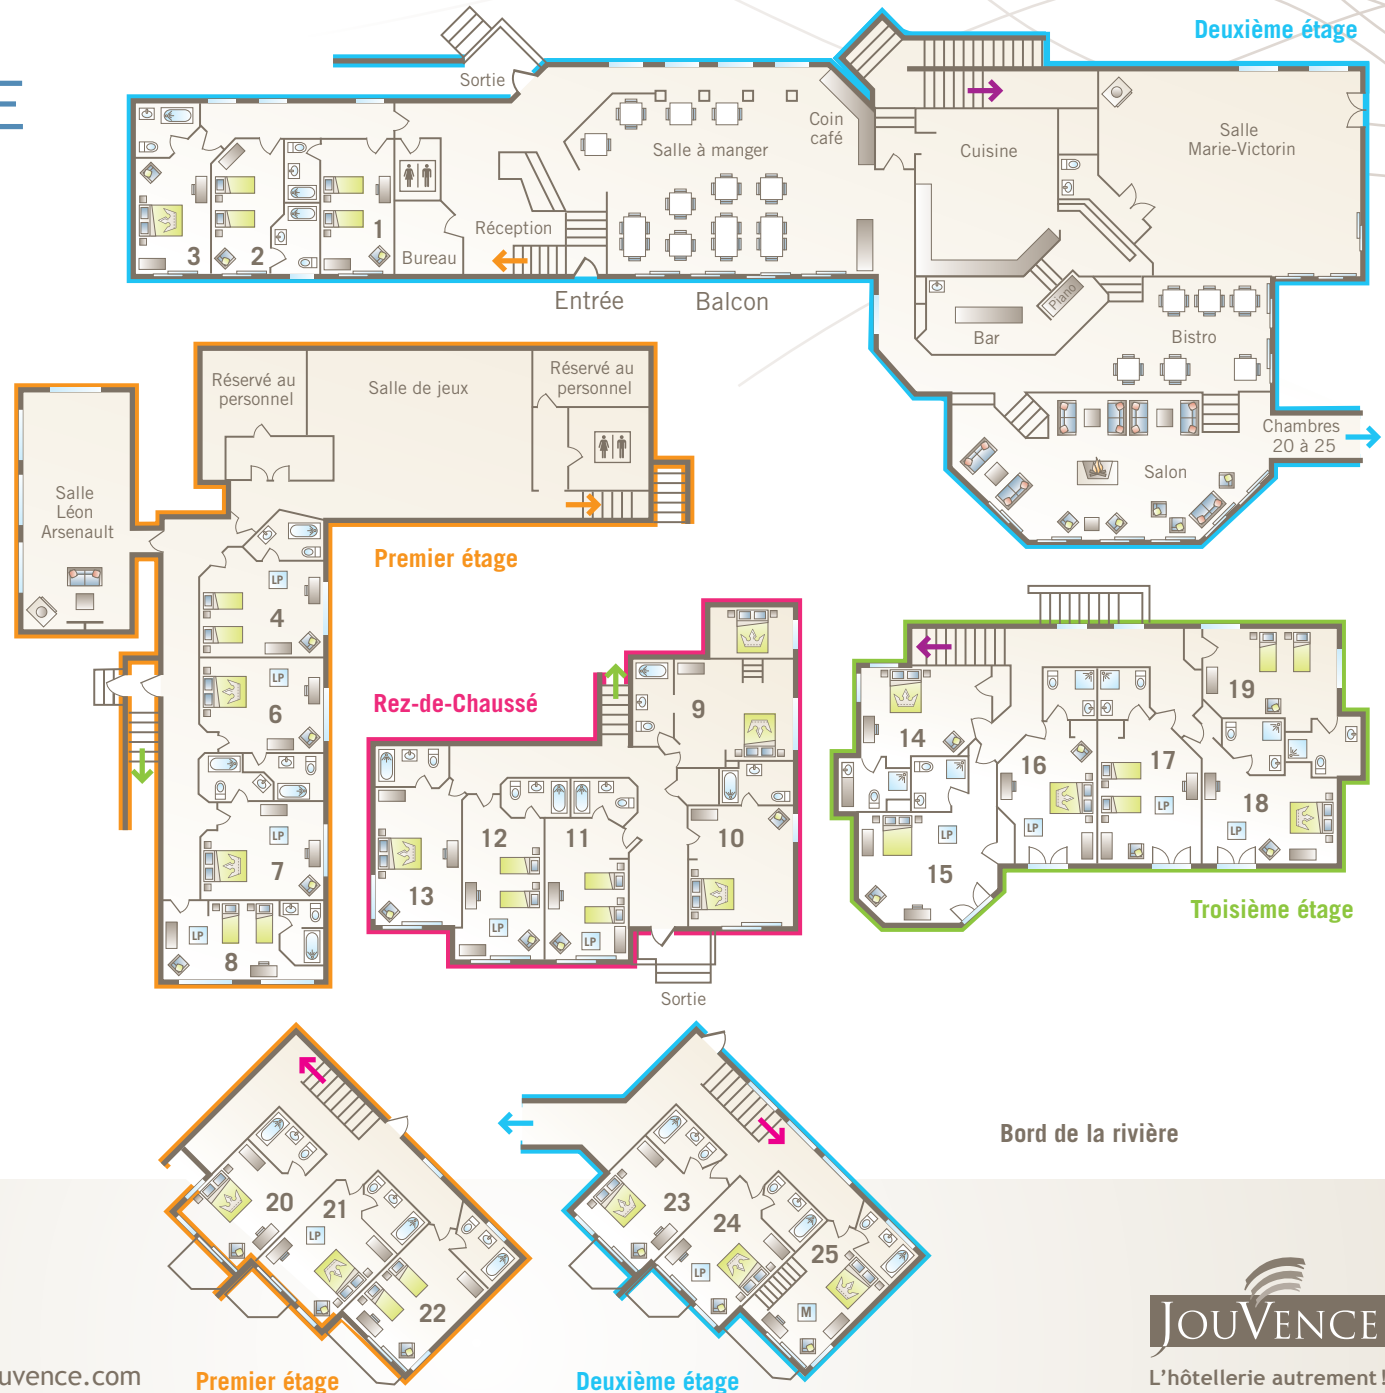 E
Deuxième étage
Sortie
Coin
café
Salle à manger
Cuisine
Salle
Marie-Victorin
3
2
1
Réception
Bureau
Entrée
Balcon
Piano
Bar
Bistro
Chambres
20 à 25
Salon
Réservé au
personnel
Salle de jeux
Réservé au
personnel
Salle
Léon
Arsenault
Premier étage
LP
4
LP
6
LP
7
LP
8
Rez-de-Chaussé
9
10
11
LP
12
LP
13
Sortie
14
15
LP
16
LP
17
LP
18
LP
19
Troisième étage
20
21
LP
22
Premier étage
23
24
LP
25
M
Deuxième étage
Bord de la rivière
JOUVENCE
L'hôtellerie autrement!
uvence.com